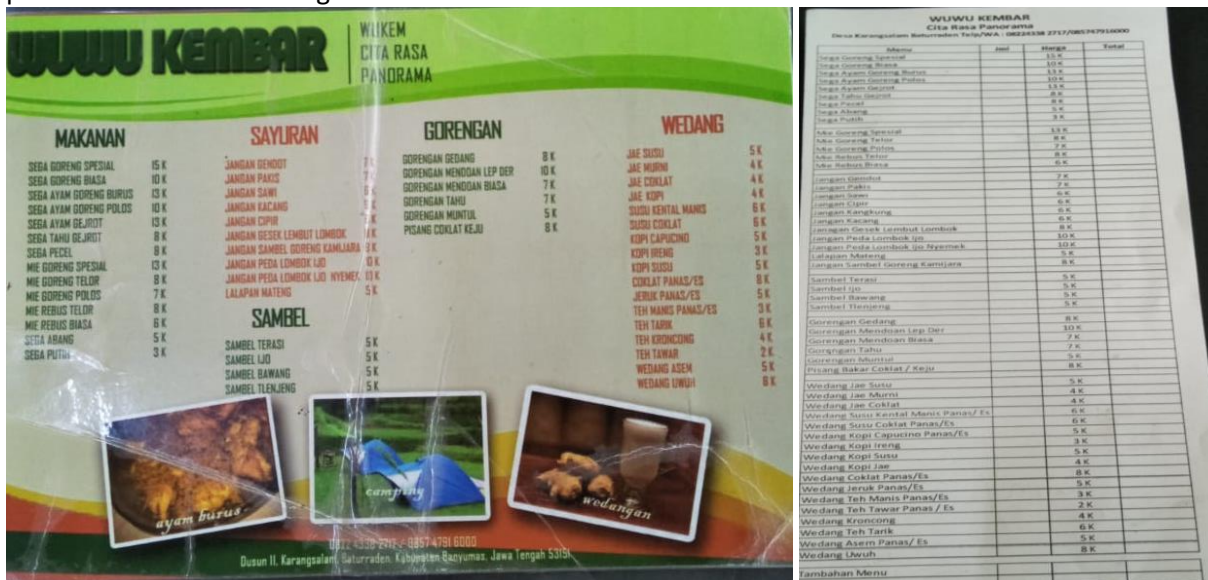 WUWU KEMBAR
WUKEM
CITA RASA
PANORAMA
MAKANAN
SEGA GORENG SPESIAL 15 K
SEGA GORENG BIASA 10 K
SEGA AYAM GORENG BURUS 13 K
SEGA AYAM GORENG POLOS 10 K
SEGA AYAM GEJROT 13 K
SEGA TAHU GEJROT 8 K
SEGA PECEL 8 K
MIE GORENG SPESIAL 13 K
MIE GORENG TELOR 8 K
MIE GORENG POLOS 7 K
MIE REBUS TELOR 8 K
MIE REBUS BIASA 6 K
SEGA ABANG 5 K
SEGA PUTIH 3 K
SAYURAN
JANGAN GENDOT 7 K
JANGAN PAKIS 7 K
JANGAN SAWI 6 K
JANGAN KACANG
JANGAN CIPIR
JANGAN GESEK LEMBUT LOMBOK
JANGAN SAMBEL GORENG KAMIJARA 8 K
JANGAN PEDA LOMBOK IJO 10 K
JANGAN PEDA LOMBOK IJO NYEMEK
LALAPAN MATENG 5 K
SAMBEL
SAMBEL TERASI 5 K
SAMBEL IJO 5 K
SAMBEL BAWANG 5 K
SAMBEL TLENJENG 5 K
GORENGAN
GORENGAN GEDANG 8 K
GORENGAN MENDOAN LEP DER 10 K
GORENGAN MENDOAN BIASA 7 K
GORENGAN TAHU 7 K
GORENGAN MUNTUL 5 K
PISANG COKLAT KEJU 8 K
WEDANG
JAE SUSU 5 K
JAE MURNI 4 K
JAE COKLAT 4 K
JAE KOPI 4 K
SUSU KENTAL MANIS 6 K
SUSU COKLAT 6 K
KOPI CAPUCINO 5 K
KOPI IRENG 3 K
KOPI SUSU 5 K
COKLAT PANAS/ES 8 K
JERUK PANAS/ES 5 K
TEH MANIS PANAS/ES 3 K
TEH TARIK 6 K
TEH KRONCONG 4 K
TEH TAWAR 2 K
WEDANG ASEM 5 K
WEDANG UWUH 8 K
ayam burus
camping
wedangan
0857 4791 6000
Dusun II, Karangsalam, Baturraden, Kabupaten Banyumas, Jawa Tengah 53151
WUWU KEMBAR
Cita Rasa Panorama
Desa Karangsalam Baturraden Telp/WA : 08224338 2717/085747916000
Menu Harga Total
Sega Goreng Spesial 15 K
Sega Goreng Biasa 10 K
Sega Ayam Goreng Burus 13 K
Sega Ayam Goreng Polos 10 K
Sega Ayam Gejrot 13 K
Sega Tahu Gejrot 8 K
Sega Pecel 8 K
Sega Abang 5 K
Sega Putih 3 K
Mie Goreng Spesial 13 K
Mie Goreng Telor 8 K
Mie Goreng Polos 7 K
Mie Rebus Telor 8 K
Mie Rebus Biasa 6 K
Jangan Gendot 7 K
Jangan Pakis 7 K
Jangan Sawi 6 K
Jangan Cipir 6 K
Jangan Kangkung 6 K
Jangan Kacang 6 K
Jangan Gesek Lembut Lombok 8 K
Jangan Peda Lombok Ijo 10 K
Jangan Peda Lombok Ijo Nyemek 10 K
Lalapan Mateng 5 K
Jangan Sambel Goreng Kamijara 8 K
Sambel Terasi 5 K
Sambel Ijo 5 K
Sambel Bawang 5 K
Sambel Tlenjeng 5 K
Gorengan Gedang 8 K
Gorengan Mendoan Lep Der 10 K
Gorengan Mendoan Biasa 7 K
Gorengan Tahu 7 K
Gorengan Muntul 5 K
Pisang Bakar Coklat / Keju 8 K
Wedang Jae Susu 5 K
Wedang Jae Murni 4 K
Wedang Jae Coklat 4 K
Wedang Susu Kental Manis Panas/ Es 6 K
Wedang Susu Coklat Panas/Es 6 K
Wedang Kopi Capucino Panas/Es 5 K
Wedang Kopi Ireng 3 K
Wedang Kopi Susu 5 K
Wedang Kopi Jae 4 K
Wedang Coklat Panas/Es 8 K
Wedang Jeruk Panas/Es 5 K
Wedang Teh Manis Panas/Es 3 K
Wedang Teh Tawar Panas / Es 2 K
Wedang Kroncong 4 K
Wedang Teh Tarik 6 K
Wedang Asem Panas/ Es 5 K
Wedang Uwuh 8 K
Tambahan Menu